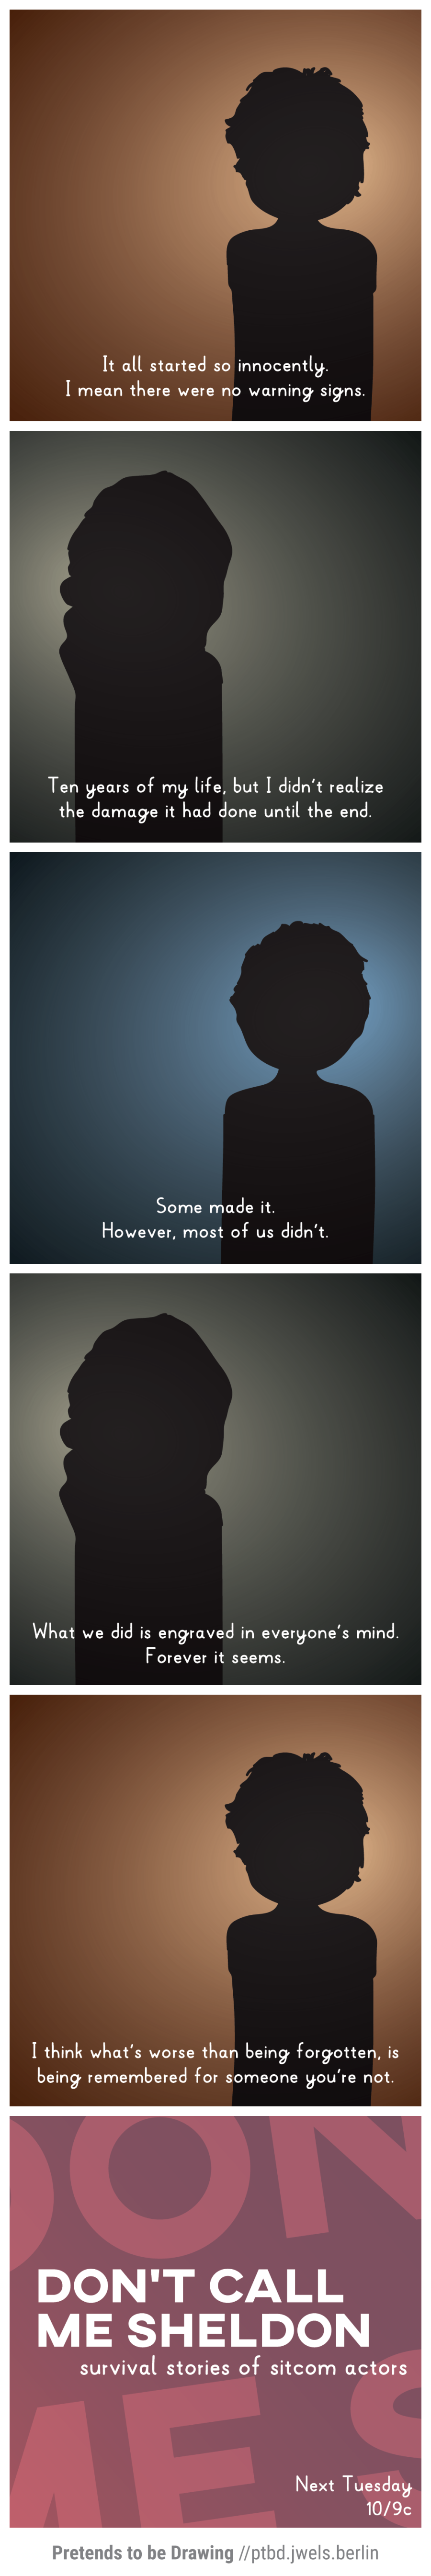 It all started so innocently.
I mean there were no warning signs.
Ten years of my life, but I didn't realize
the damage it had done until the end.
Some made it.
However, most of us didn't.
What we did is engraved in everyone's mind.
Forever it seems.
I think what's worse than being forgotten, is
being remembered for someone you're not.
DON
DON'T CALL
ME SHELDON
survival stories of sitcom actors
ME S
Next Tuesday
10/9c
Pretends to be Drawing //ptbd.jwels.berlin